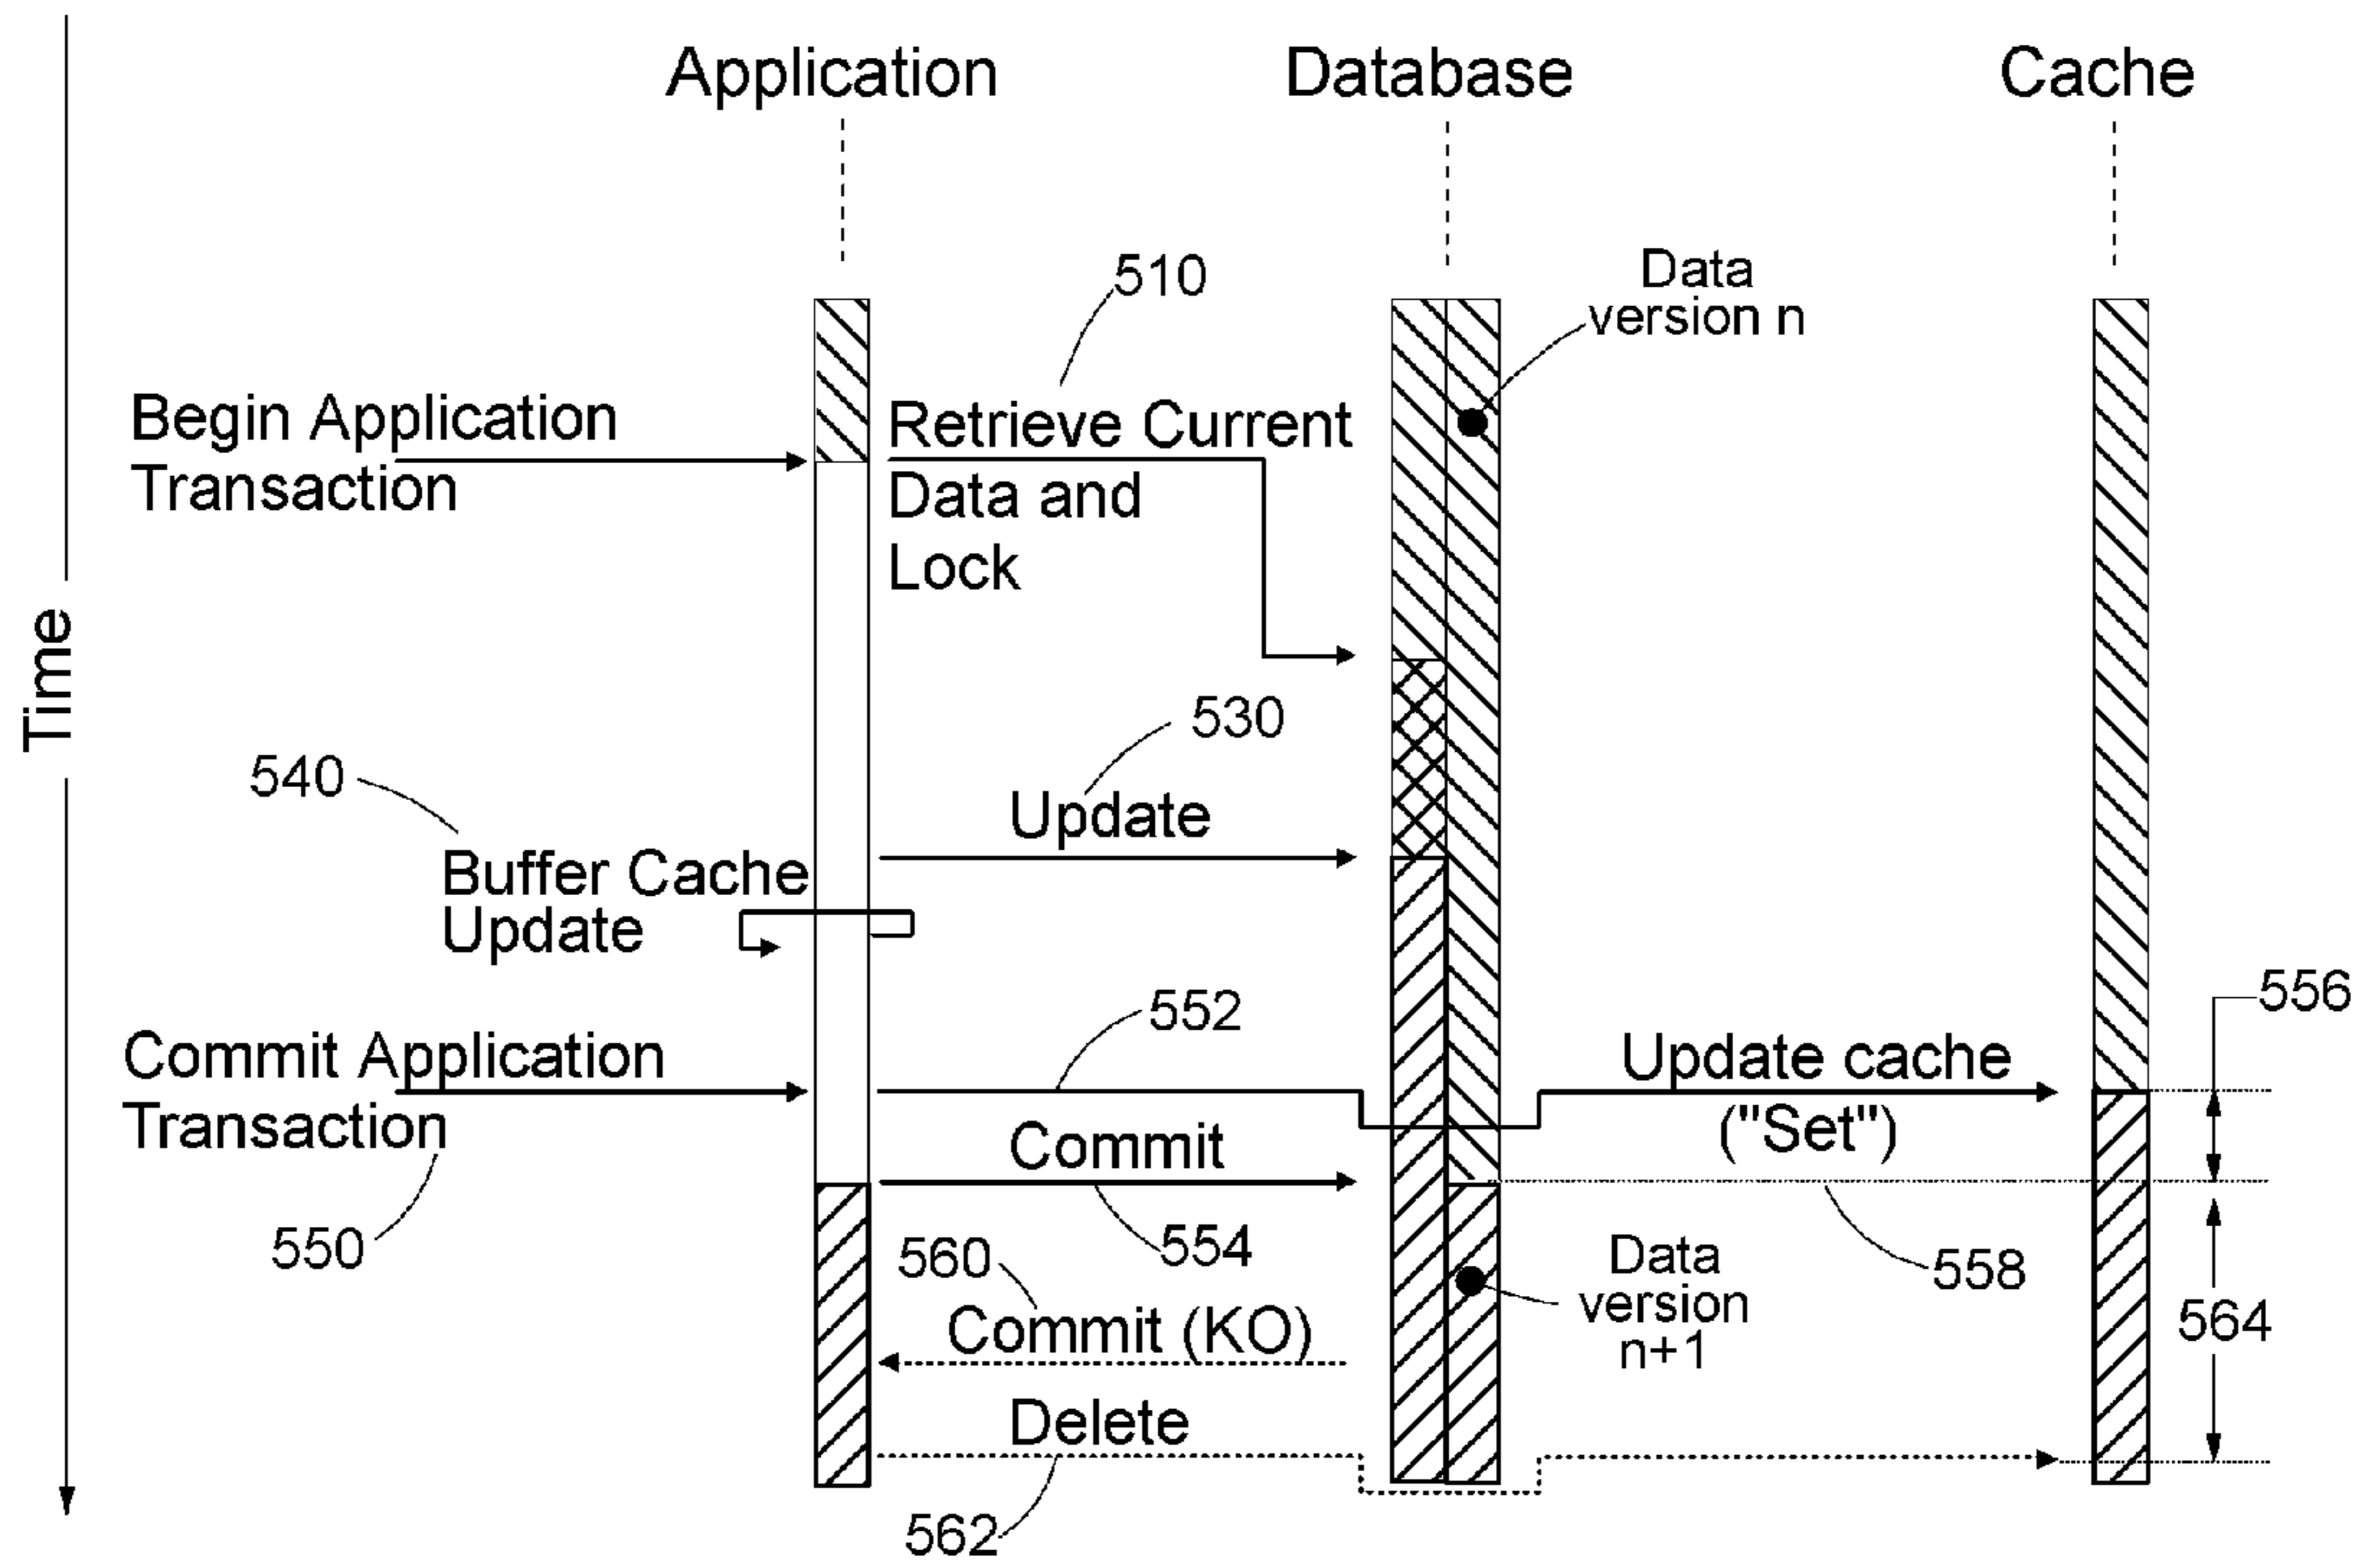 Application
Database
Cache
510
Data
version n
Begin Application
Transaction
Retrieve Current
Data and
Lock
Time
530
540
Update
Buffer Cache
Update
552
556
Commit Application
Transaction
Update cache
("Set")
Commit
550
554
558
560
Commit (KO)
Data
version
n+1
564
Delete
562